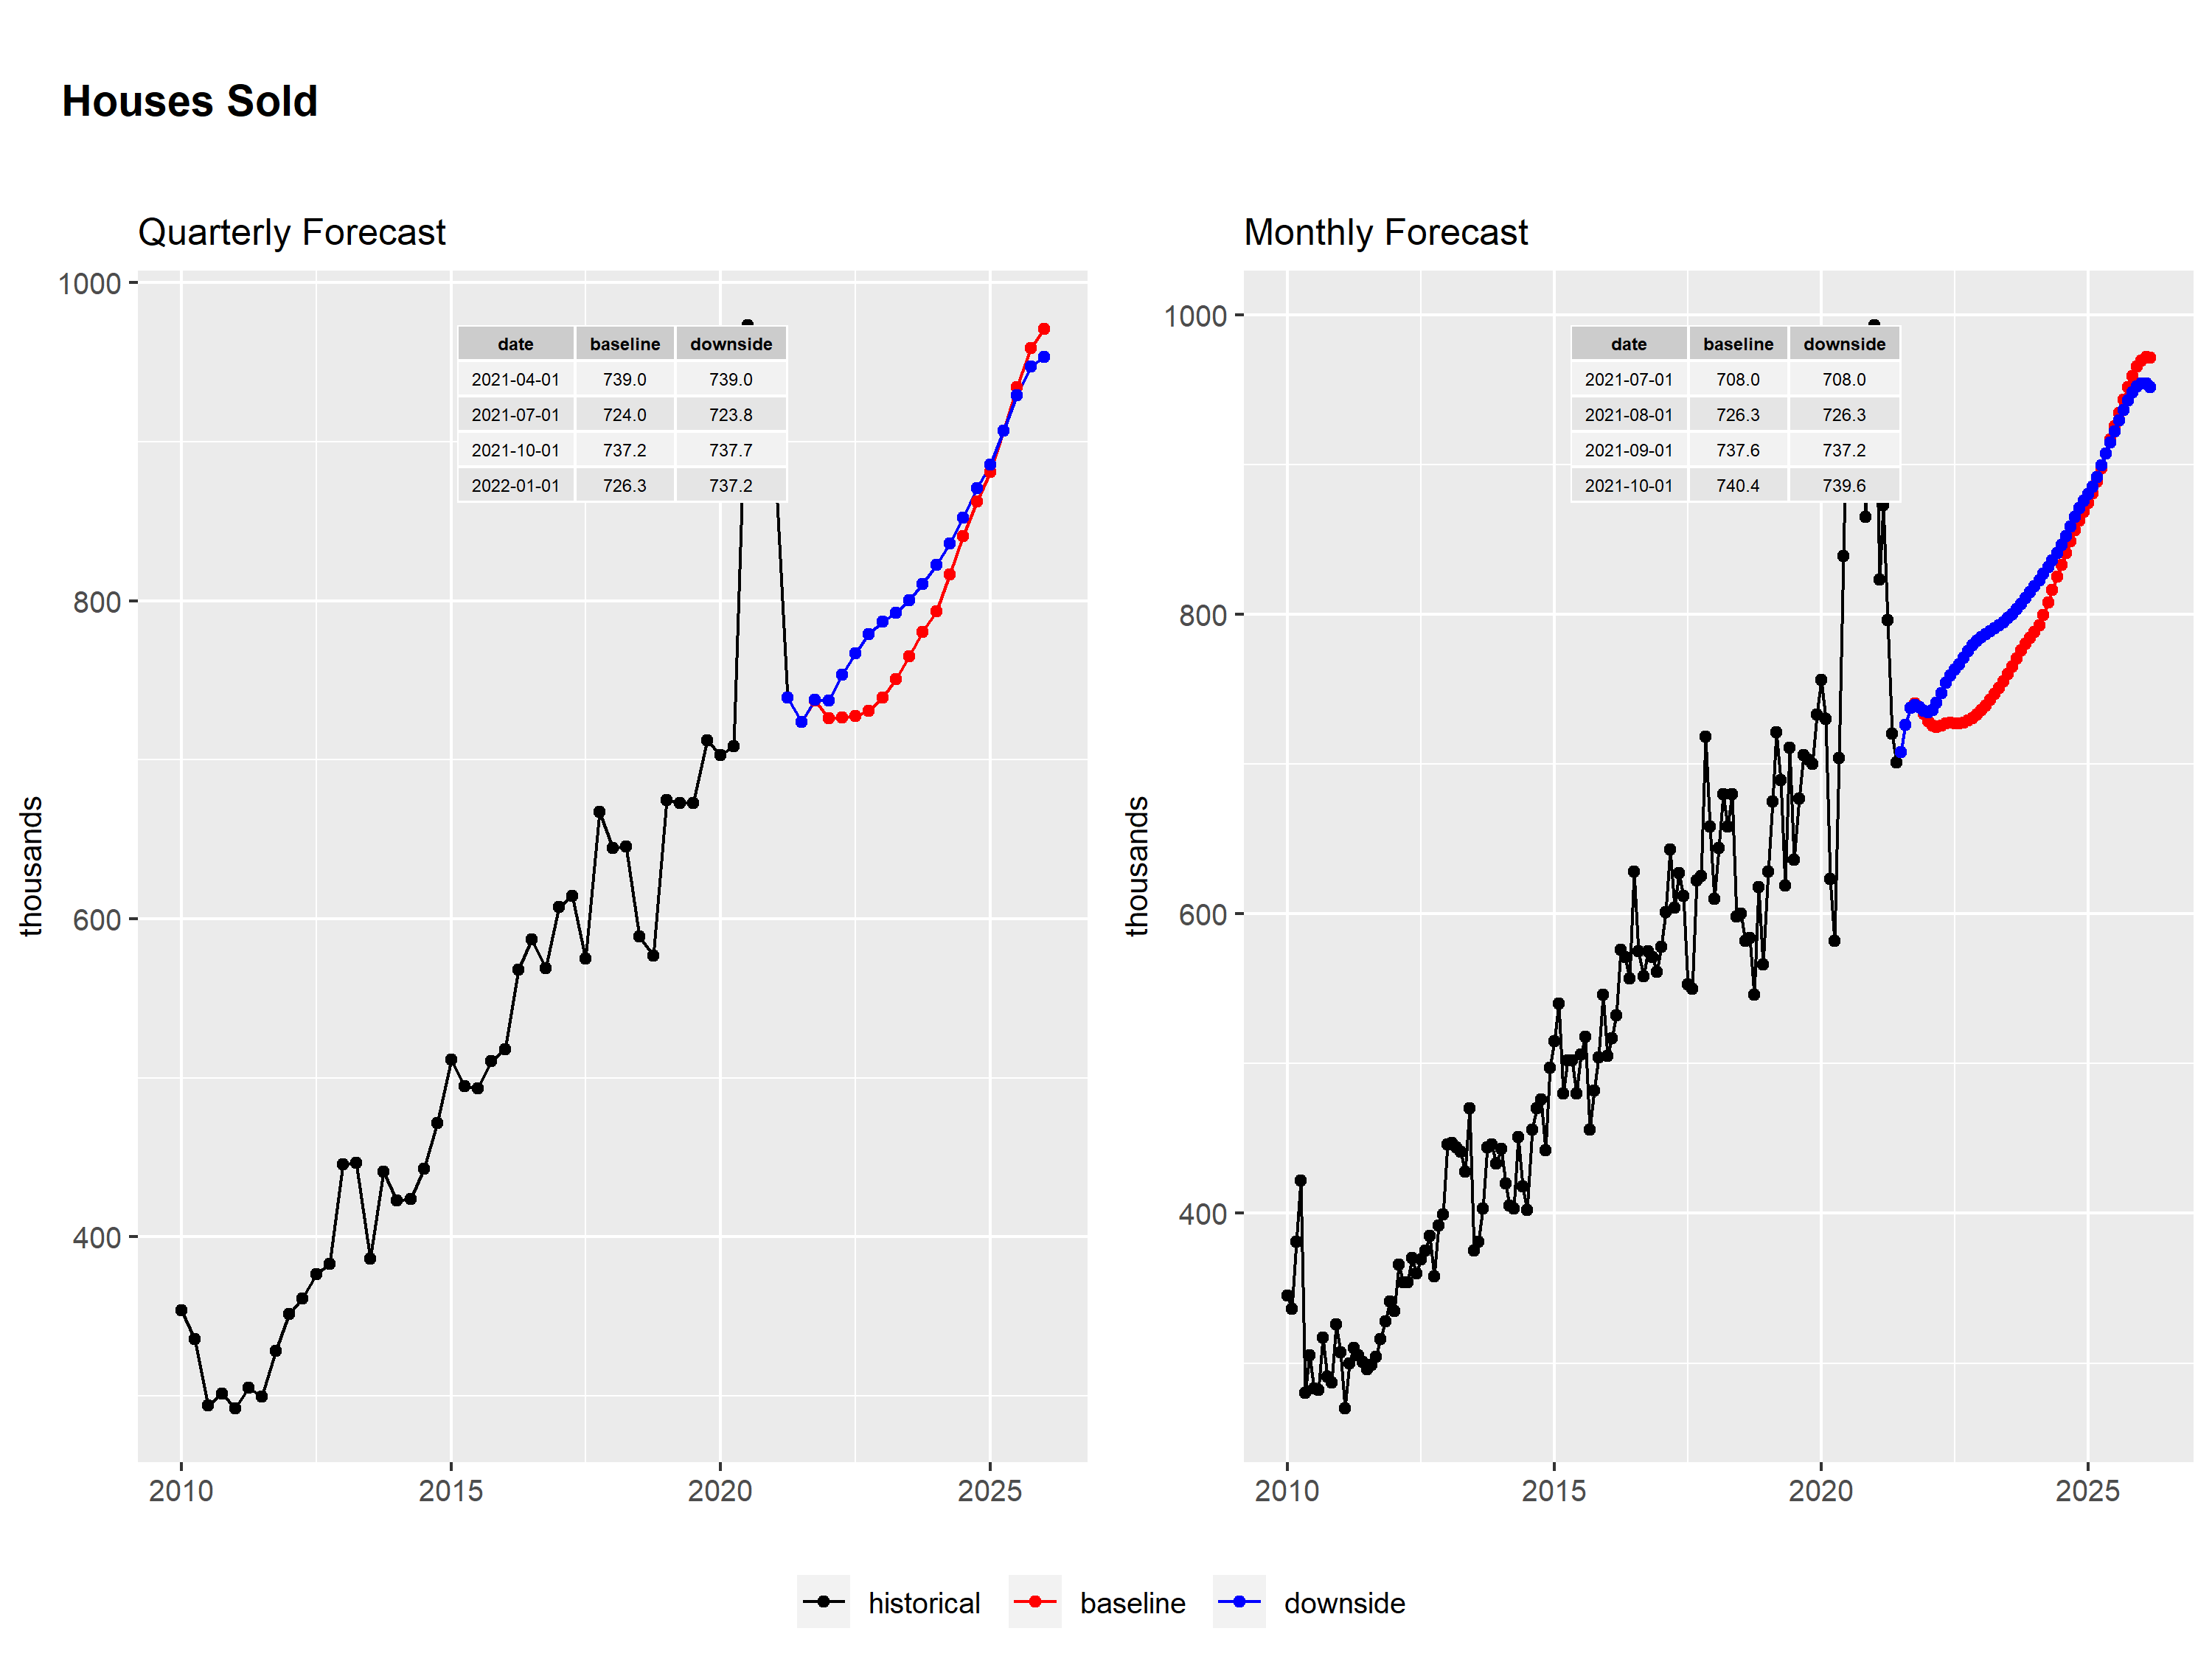 Houses Sold
Quarterly Forecast
1000
800
600
400
thousands
date baseline downside
2021-04-01 739.0 739.0
2021-07-01 724.0 723.8
2021-10-01 737.2 737.7
2022-01-01 726.3 737.2
2010 2015 2020 2025
Monthly Forecast
1000
800
600
400
thousands
date baseline downside
2021-07-01 708.0 708.0
2021-08-01 726.3 726.3
2021-09-01 737.6 737.2
2021-10-01 740.4 739.6
2010 2015 2020 2025
historical baseline downside